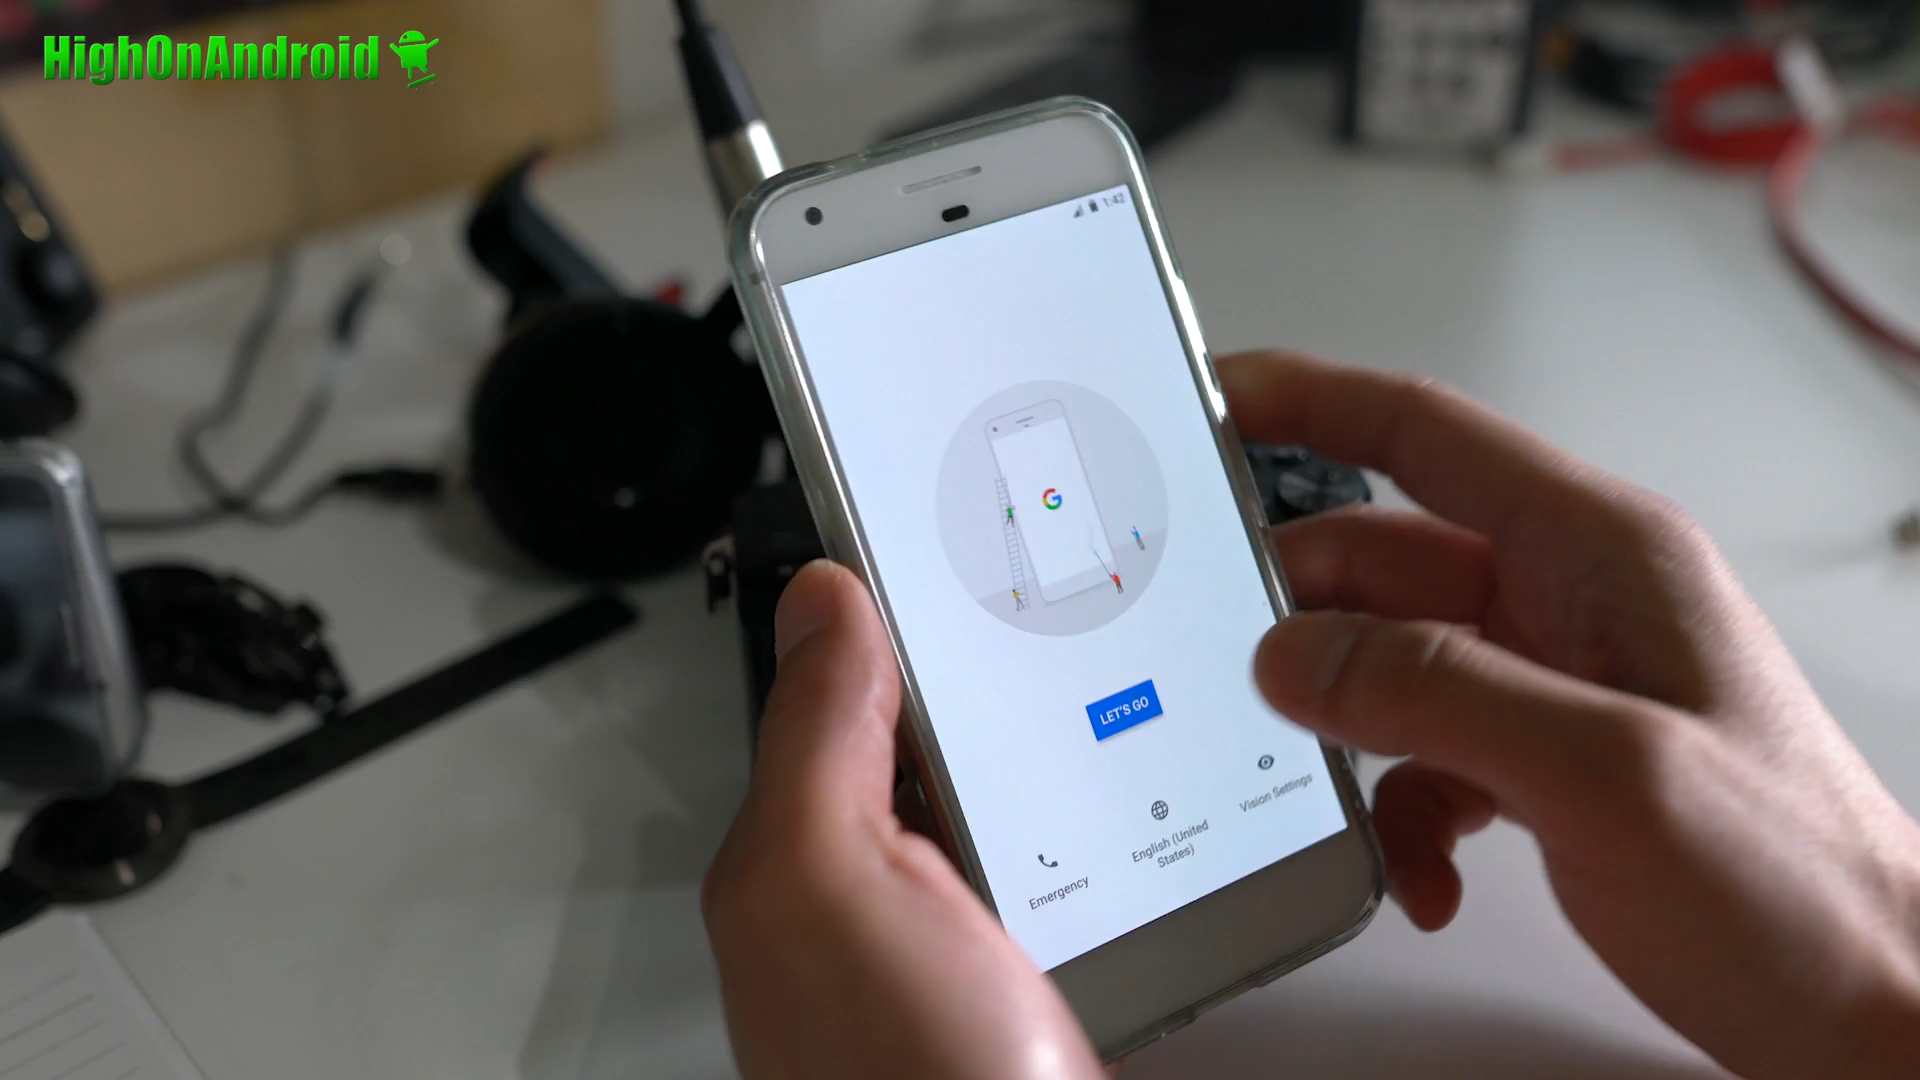 HighOnAndroid
1:42
G
LET'S GO
Emergency
English (United
States)
Vision Settings